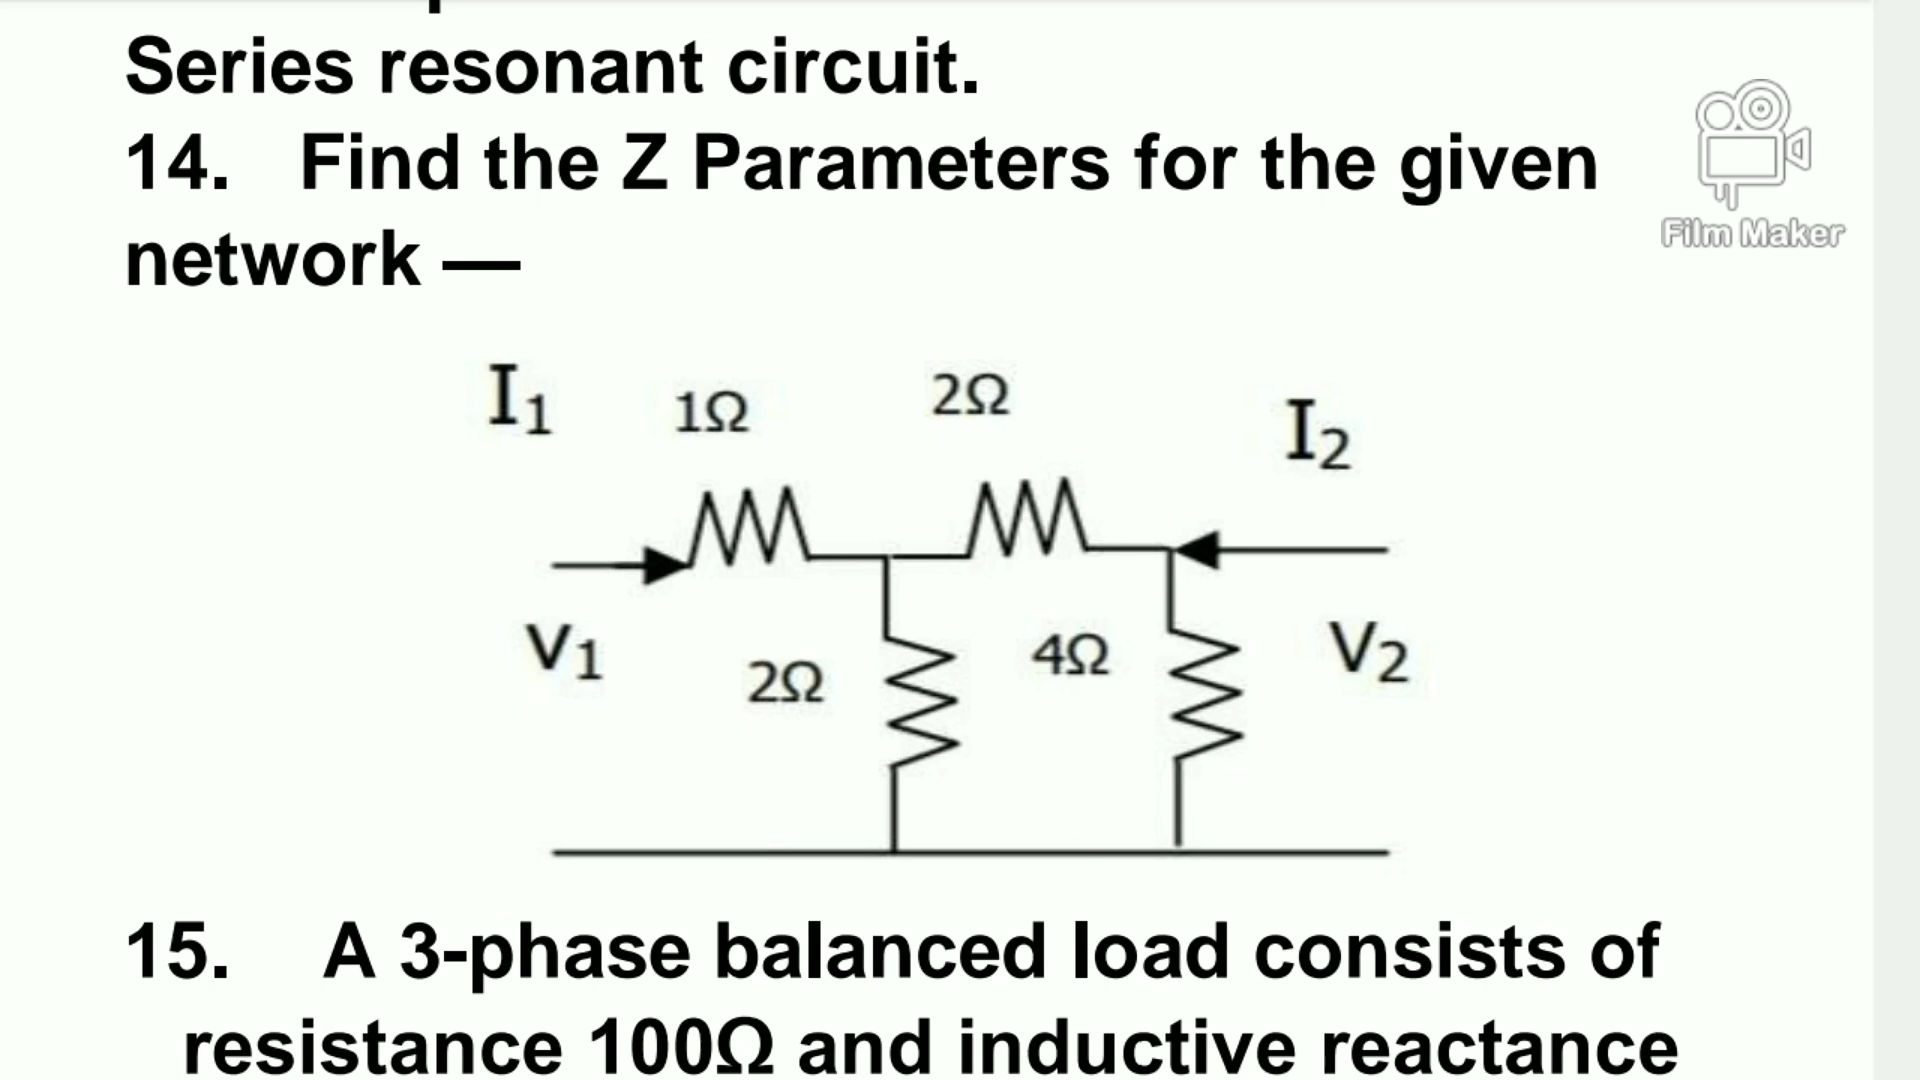 Series resonant circuit.
14. Find the Z Parameters for the given
Film Maker
network —
I1 1Ω 2Ω I2
V1 2Ω 4Ω V2
15. A 3-phase balanced load consists of
resistance 100Ω and inductive reactance